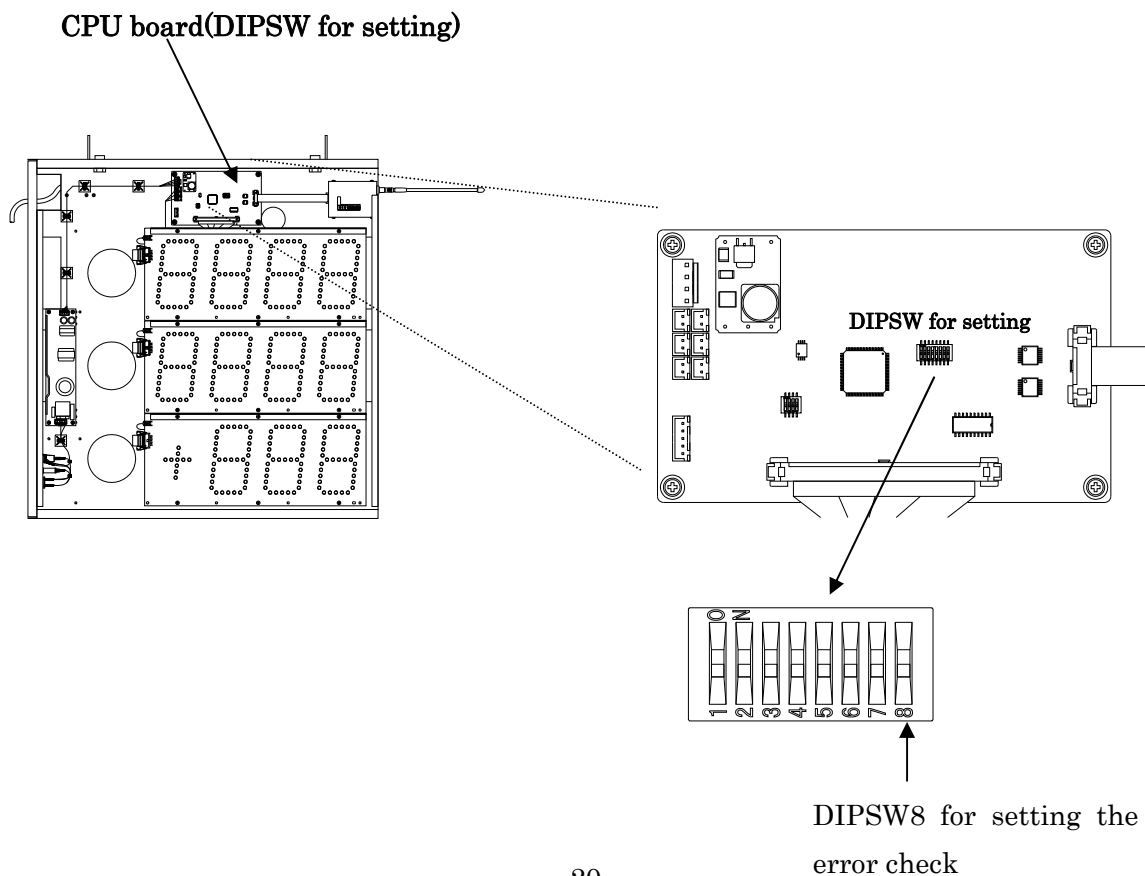 CPU board(DIPSW for setting)
DIPSW for setting
ON
1 2 3 4 5 6 7 8
DIPSW8 for setting the
error check